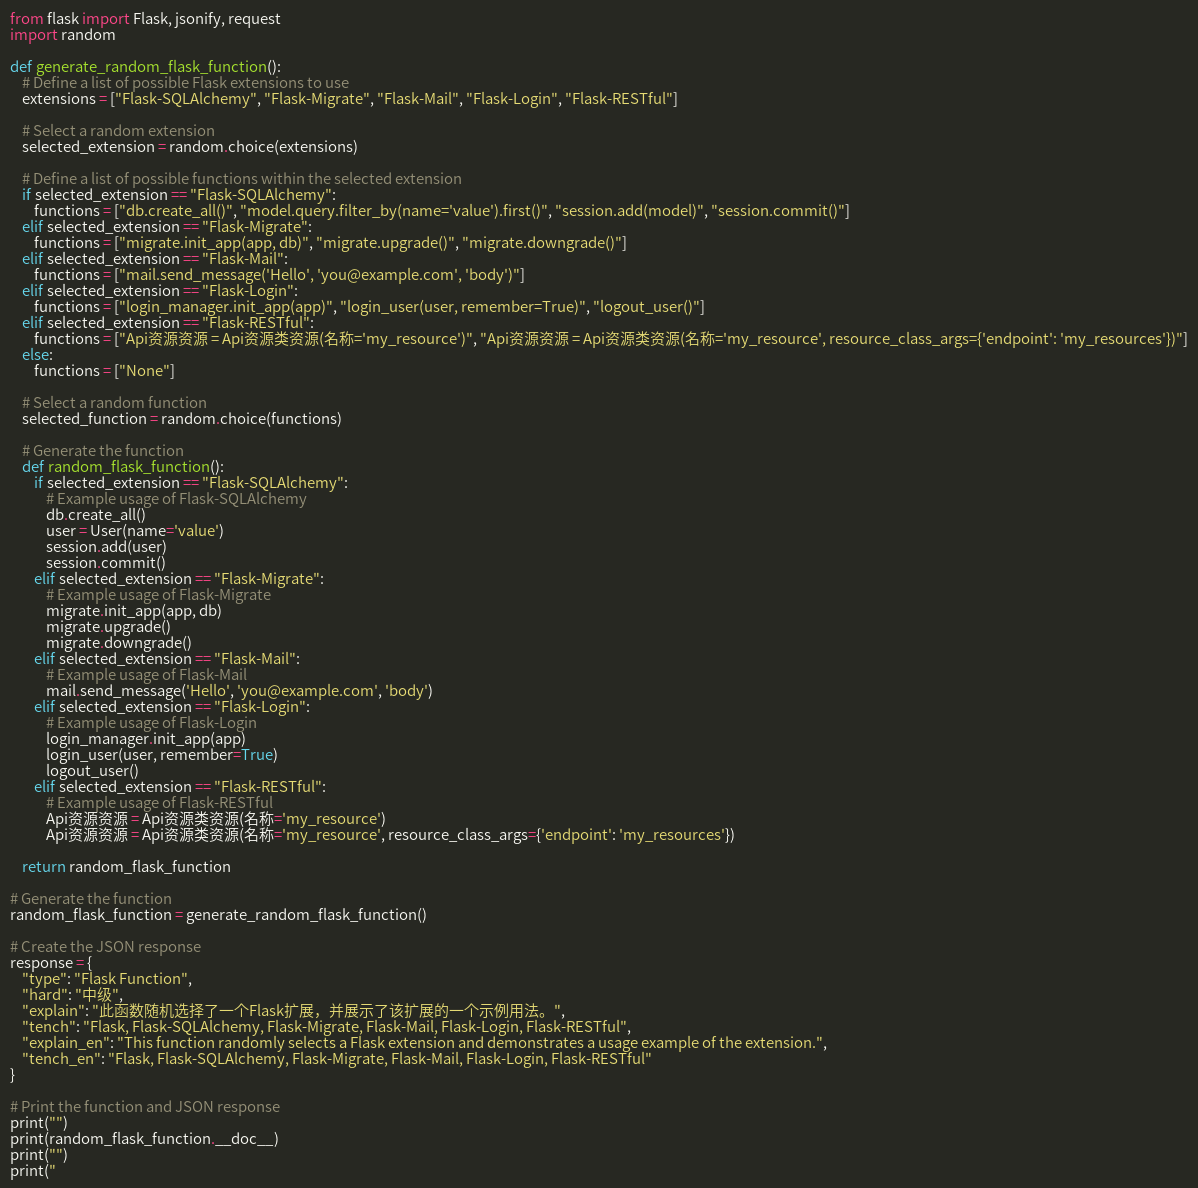 from flask import Flask, jsonify, request
import random

def generate_random_flask_function():
    # Define a list of possible Flask extensions to use
    extensions = ["Flask-SQLAlchemy", "Flask-Migrate", "Flask-Mail", "Flask-Login", "Flask-RESTful"]

    # Select a random extension
    selected_extension = random.choice(extensions)

    # Define a list of possible functions within the selected extension
    if selected_extension == "Flask-SQLAlchemy":
        functions = ["db.create_all()", "model.query.filter_by(name='value').first()", "session.add(model)", "session.commit()"]
    elif selected_extension == "Flask-Migrate":
        functions = ["migrate.init_app(app, db)", "migrate.upgrade()", "migrate.downgrade()"]
    elif selected_extension == "Flask-Mail":
        functions = ["mail.send_message('Hello', 'you@example.com', 'body')"]
    elif selected_extension == "Flask-Login":
        functions = ["login_manager.init_app(app)", "login_user(user, remember=True)", "logout_user()"]
    elif selected_extension == "Flask-RESTful":
        functions = ["Api资源资源 = Api资源类资源(名称='my_resource')", "Api资源资源 = Api资源类资源(名称='my_resource', resource_class_args={'endpoint': 'my_resources'})"]
    else:
        functions = ["None"]

    # Select a random function
    selected_function = random.choice(functions)

    # Generate the function
    def random_flask_function():
        if selected_extension == "Flask-SQLAlchemy":
            # Example usage of Flask-SQLAlchemy
            db.create_all()
            user = User(name='value')
            session.add(user)
            session.commit()
        elif selected_extension == "Flask-Migrate":
            # Example usage of Flask-Migrate
            migrate.init_app(app, db)
            migrate.upgrade()
            migrate.downgrade()
        elif selected_extension == "Flask-Mail":
            # Example usage of Flask-Mail
            mail.send_message('Hello', 'you@example.com', 'body')
        elif selected_extension == "Flask-Login":
            # Example usage of Flask-Login
            login_manager.init_app(app)
            login_user(user, remember=True)
            logout_user()
        elif selected_extension == "Flask-RESTful":
            # Example usage of Flask-RESTful
            Api资源资源 = Api资源类资源(名称='my_resource')
            Api资源资源 = Api资源类资源(名称='my_resource', resource_class_args={'endpoint': 'my_resources'})

    return random_flask_function

# Generate the function
random_flask_function = generate_random_flask_function()

# Create the JSON response
response = {
    "type": "Flask Function",
    "hard": "中级",
    "explain": "此函数随机选择了一个Flask扩展，并展示了该扩展的一个示例用法。",
    "tench": "Flask, Flask-SQLAlchemy, Flask-Migrate, Flask-Mail, Flask-Login, Flask-RESTful",
    "explain_en": "This function randomly selects a Flask extension and demonstrates a usage example of the extension.",
    "tench_en": "Flask, Flask-SQLAlchemy, Flask-Migrate, Flask-Mail, Flask-Login, Flask-RESTful"
}

# Print the function and JSON response
print("")
print(random_flask_function.__doc__)
print("")
print("